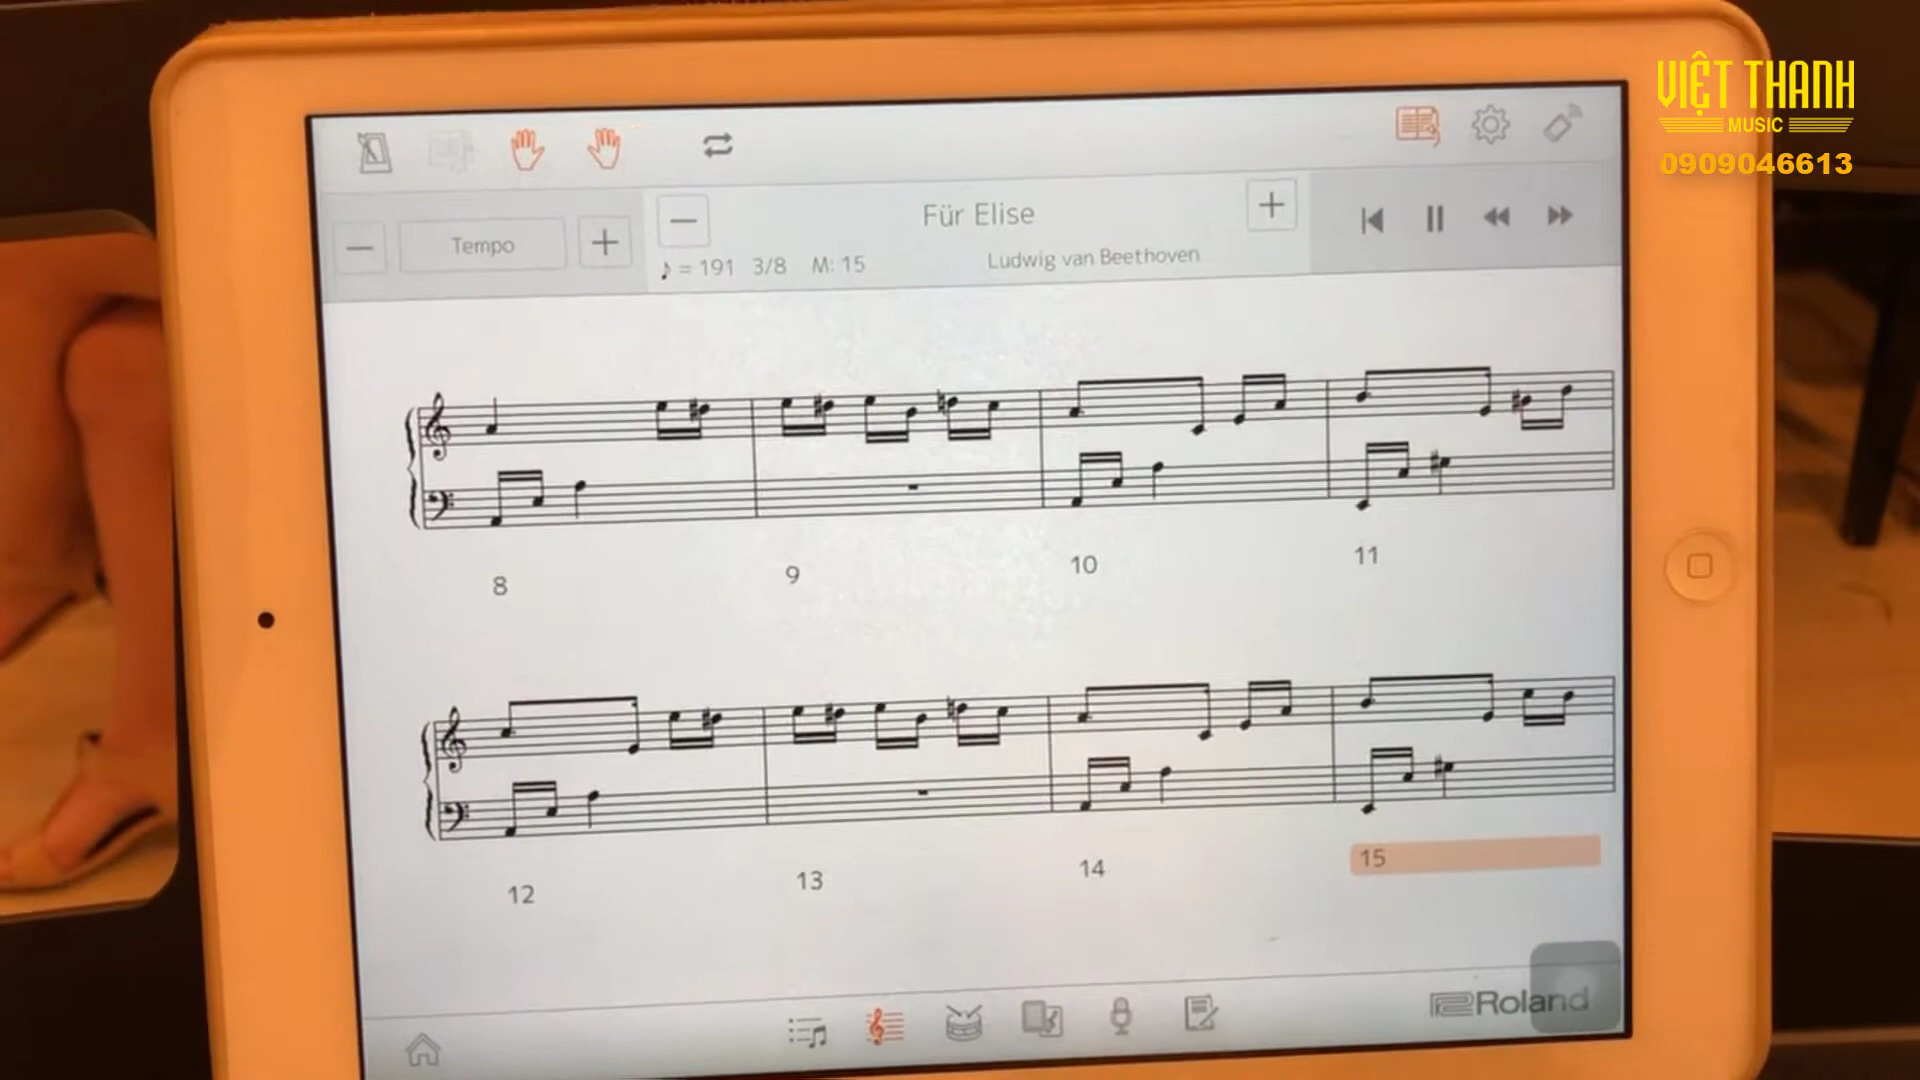 VIỆT THANH
MUSIC
0909046613
Für Elise
Tempo
♪ = 191 3/8 M: 15
Ludwig van Beethoven
8
9
10
11
12
13
14
15
Roland